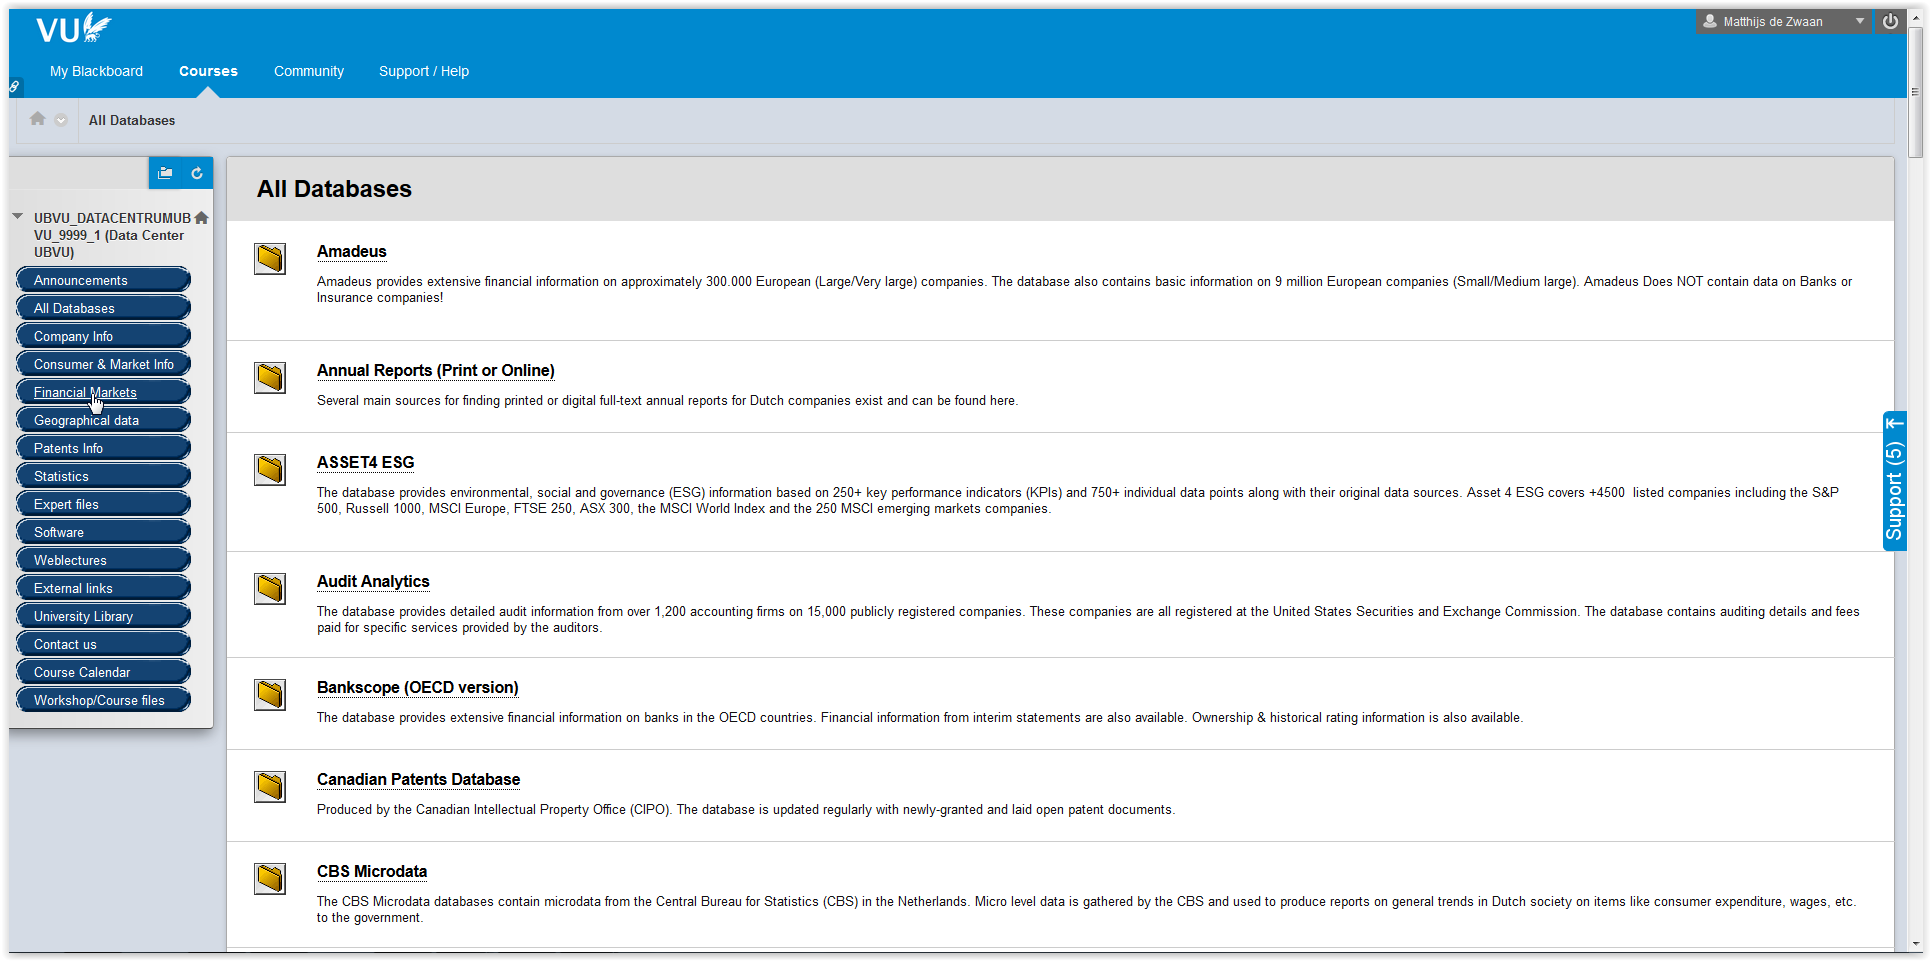 VU
Matthijs de Zwaan
My Blackboard
Courses
Community
Support / Help
All Databases
UBVU_DATACENTRUMUB
VU_9999_1 (Data Center
UBVU)
Announcements
All Databases
Company Info
Consumer & Market Info
Financial Markets
Geographical data
Patents Info
Statistics
Expert files
Software
Weblectures
External links
University Library
Contact us
Course Calendar
Workshop/Course files
All Databases
Amadeus
Amadeus provides extensive financial information on approximately 300.000 European (Large/Very large) companies. The database also contains basic information on 9 million European companies (Small/Medium large). Amadeus Does NOT contain data on Banks or
Insurance companies!
Annual Reports (Print or Online)
Several main sources for finding printed or digital full-text annual reports for Dutch companies exist and can be found here.
ASSET4 ESG
The database provides environmental, social and governance (ESG) information based on 250+ key performance indicators (KPIs) and 750+ individual data points along with their original data sources. Asset 4 ESG covers +4500  listed companies including the S&P
500, Russell 1000, MSCI Europe, FTSE 250, ASX 300, the MSCI World Index and the 250 MSCI emerging markets companies.
Audit Analytics
The database provides detailed audit information from over 1,200 accounting firms on 15,000 publicly registered companies. These companies are all registered at the United States Securities and Exchange Commission. The database contains auditing details and fees
paid for specific services provided by the auditors.
Bankscope (OECD version)
The database provides extensive financial information on banks in the OECD countries. Financial information from interim statements are also available. Ownership & historical rating information is also available.
Canadian Patents Database
Produced by the Canadian Intellectual Property Office (CIPO). The database is updated regularly with newly-granted and laid open patent documents.
CBS Microdata
The CBS Microdata databases contain microdata from the Central Bureau for Statistics (CBS) in the Netherlands. Micro level data is gathered by the CBS and used to produce reports on general trends in Dutch society on items like consumer expenditure, wages, etc.
to the government.
Support (5)